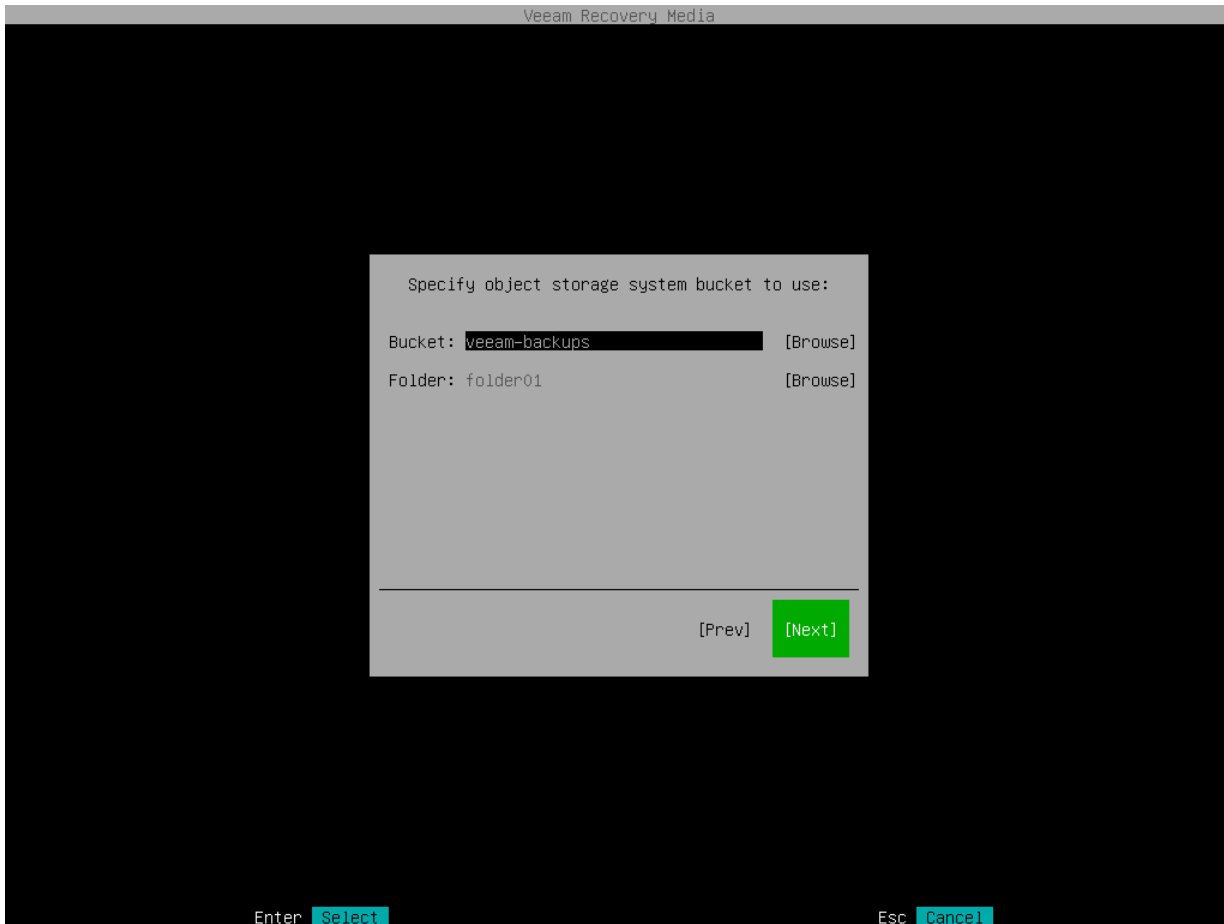 Veeam Recovery Media
Specify object storage system bucket to use:
Bucket: veeam-backups [Browse]
Folder: folder01 [Browse]
[Prev] [Next]
Enter Select Esc Cancel